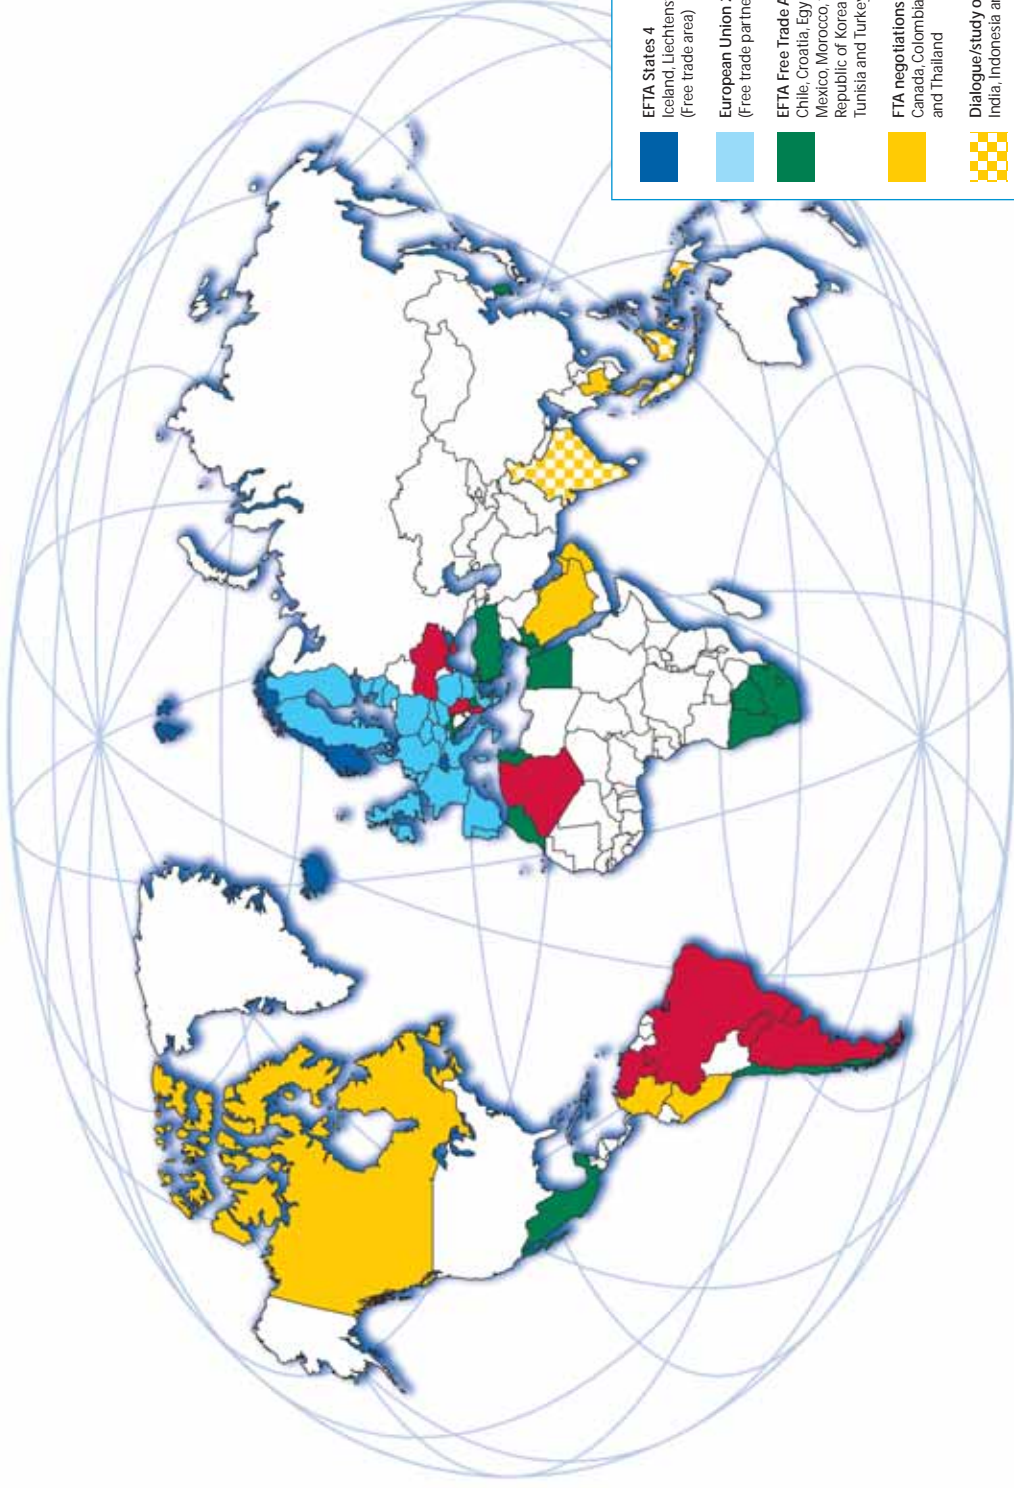 EFTA States 4
Iceland, Liechtens
(Free trade area)
European Union
(Free trade partne
EFTA Free Trade A
Chile, Croatia, Egy
Mexico, Morocco,
Republic of Korea
Tunisia and Turkey
FTA negotiations
Canada, Colombia
and Thailand
Dialogue/study o
India, Indonesia a